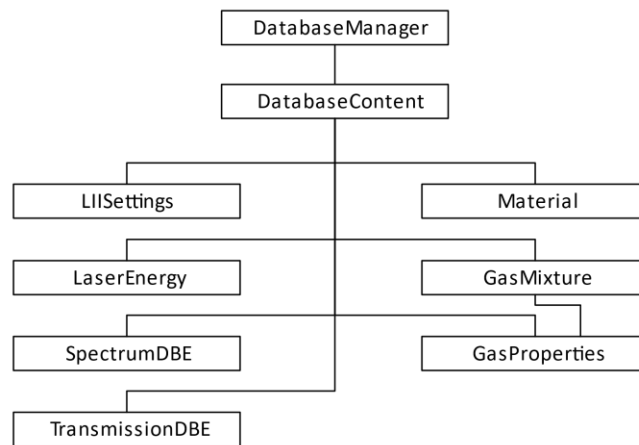 DatabaseManager
DatabaseContent
LIISettings
Material
LaserEnergy
GasMixture
SpectrumDBE
GasProperties
TransmissionDBE